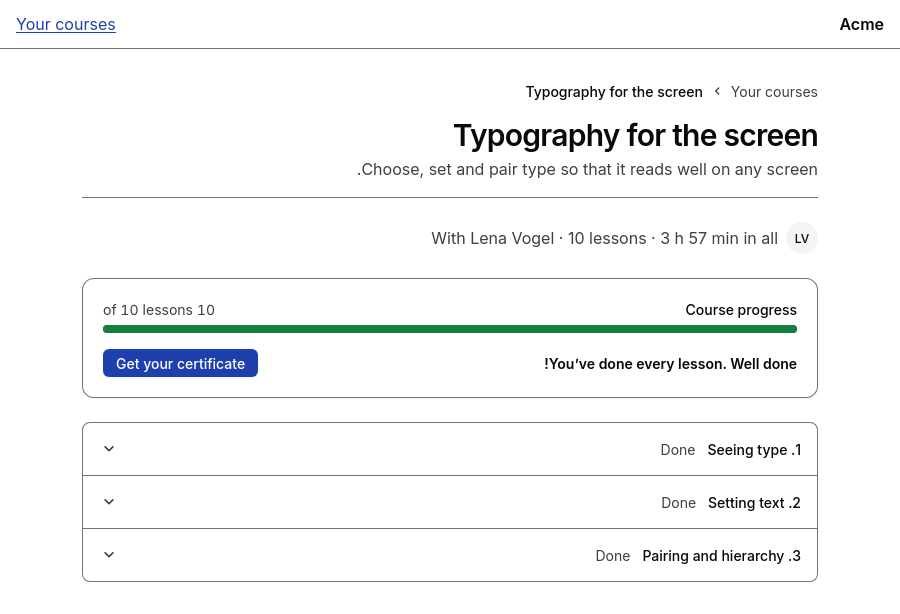 Acme
Your courses
Your courses
Typography for the screen
Typography for the screen
.Choose, set and pair type so that it reads well on any screen
LV
With Lena Vogel · 10 lessons · 3 h 57 min in all
Course progress
of 10 lessons 10
!You’ve done every lesson. Well done
Get your certificate
Seeing type .1 Done
Setting text .2 Done
Pairing and hierarchy .3 Done